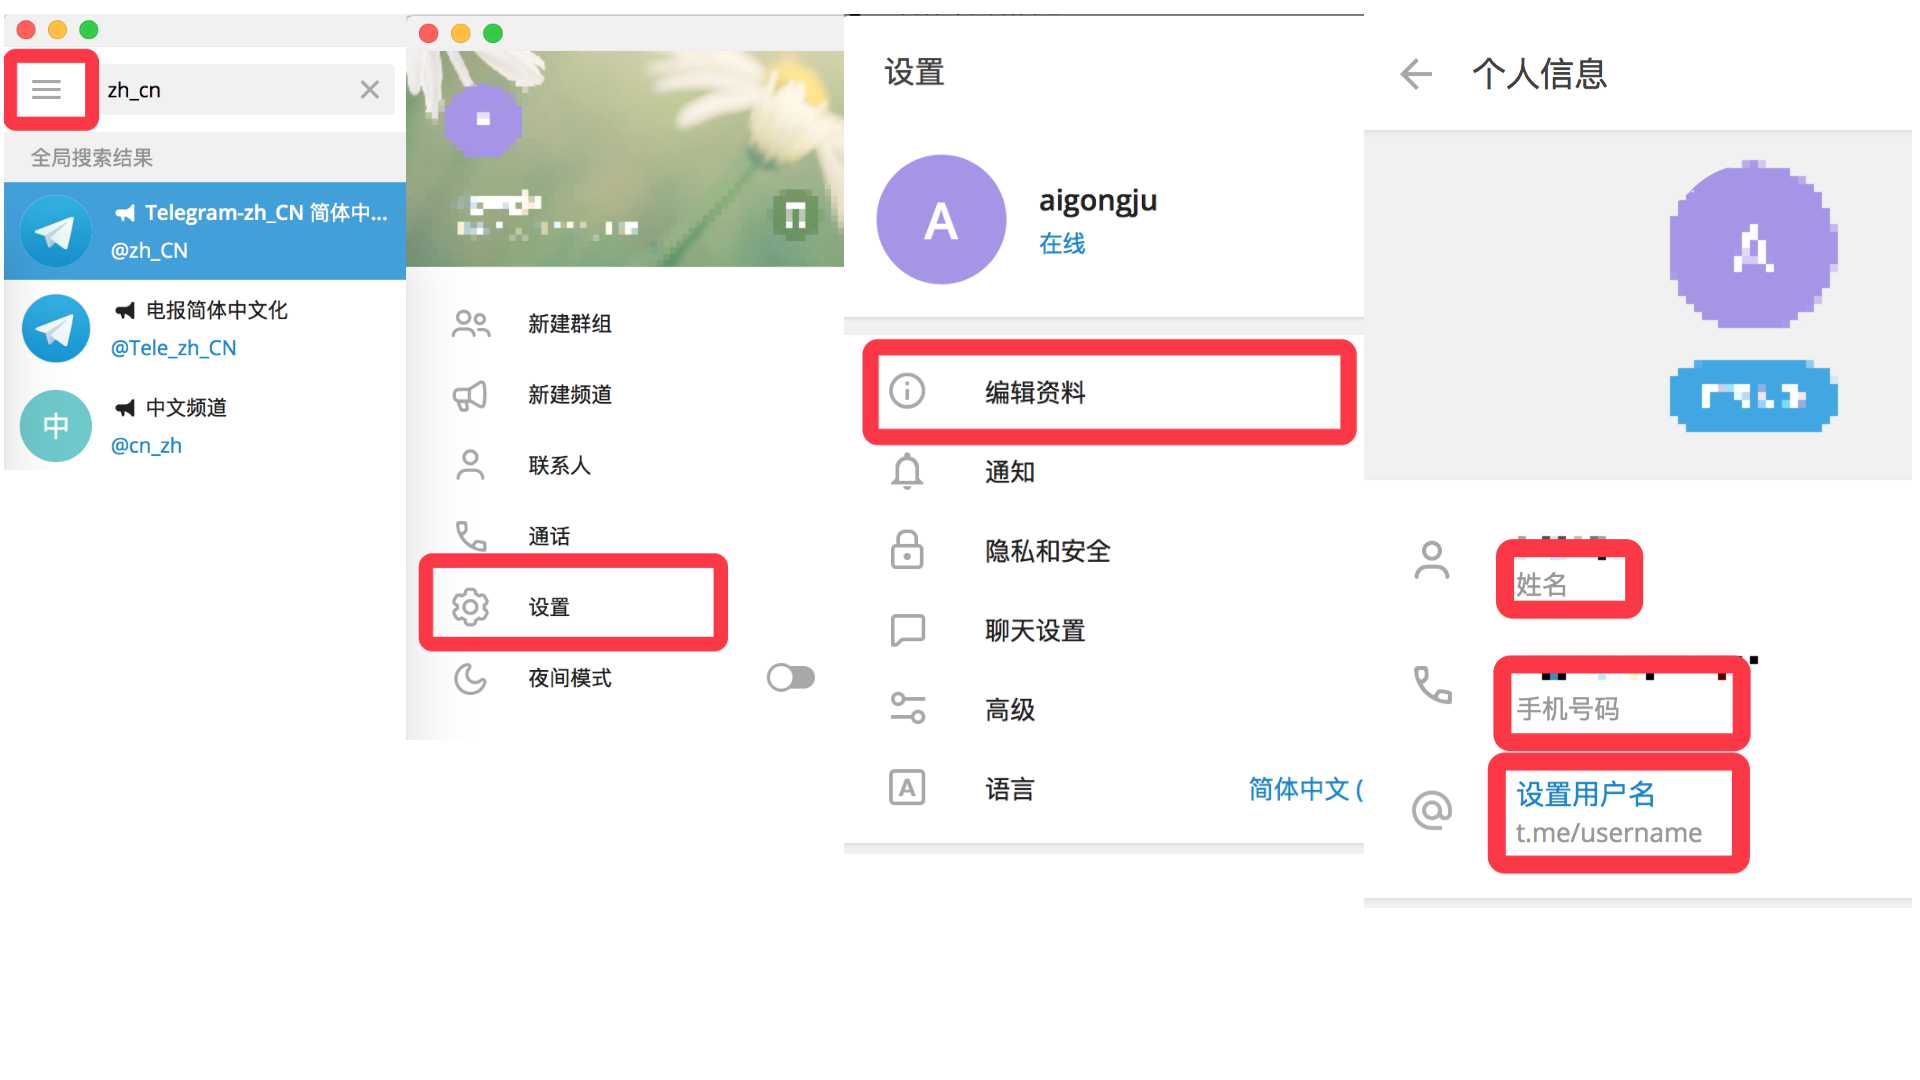 zh_cn
全局搜索结果
Telegram-zh_CN 简体中...
@zh_CN
电报简体中文化
@Tele_zh_CN
中
中文频道
@cn_zh
新建群组
新建频道
联系人
通话
设置
夜间模式
设置
A
aigongju
在线
编辑资料
通知
隐私和安全
聊天设置
高级
A
语言
简体中文 (
个人信息
姓名
手机号码
设置用户名
t.me/username